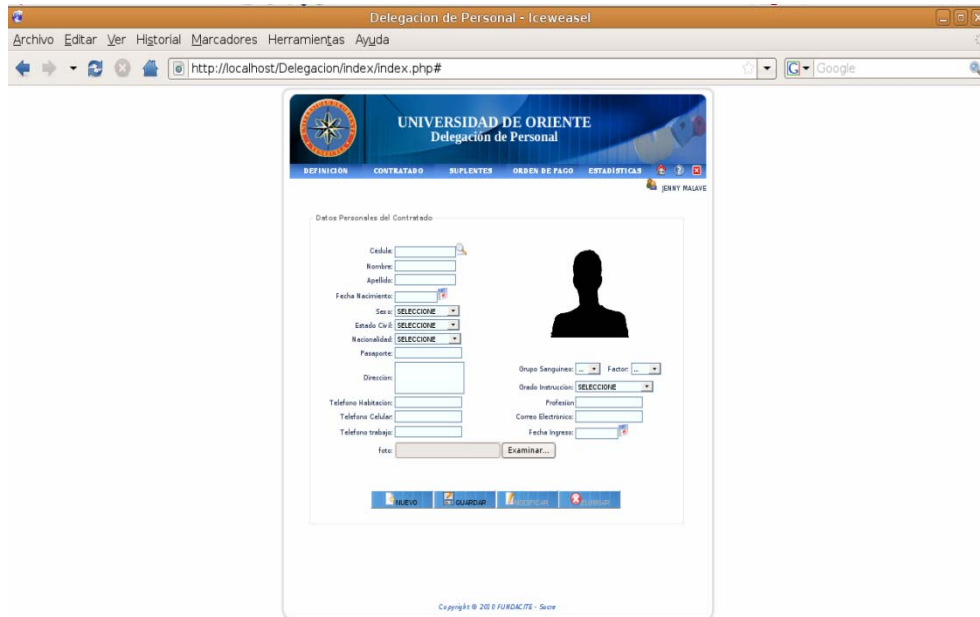 Delegacion de Personal - Iceweasel
Archivo Editar Ver Historial Marcadores Herramientas Ayuda
http://localhost/Delegacion/index/index.php#
G Google
UNIVERSIDAD DE ORIENTE
Delegación de Personal
DEFINICIÓN CONTRATADO SUPLENTES ORDEN DE PAGO ESTADÍSTICAS
JENNY MALAVE
Datos Personales del Contratado
Cedula:
Nombre:
Apellido:
Fecha Nacimiento:
Sexo: SELECCIONE
Estado Civil: SELECCIONE
Nacionalidad: SELECCIONE
Pasaporte:
Direccion:
Grupo Sanguineo: ... Factor: ...
Grado Instruccion: SELECCIONE
Telefono Habitacion: Profesion
Telefono Celular: Correo Electronico:
Telefono trabajo: Fecha Ingreso:
foto: Examinar...
NUEVO GUARDAR MODIFICAR ELIMINAR
Copyright © 2010 FUNDACITE - Sucre